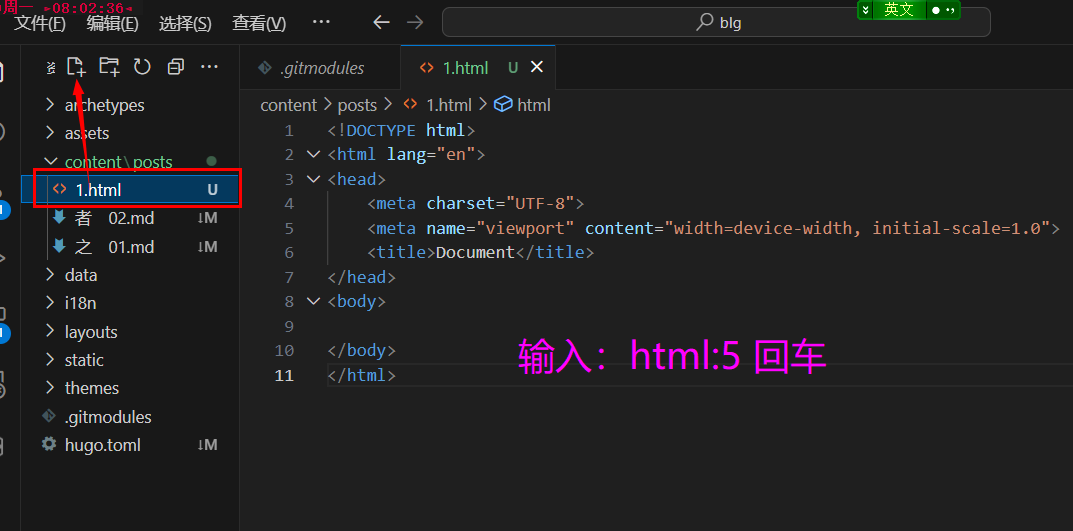 周一 ▹08:02:36◃
英文
文件(F) 编辑(E) 选择(S) 查看(V) ··· ← → blg
.gitmodules 1.html U ×
content > posts > 1.html > html
archetypes
assets
content\posts
1.html U
者 02.md ↓M
之 01.md ↓M
data
i18n
layouts
static
themes
.gitmodules
hugo.toml ↓M
1 <!DOCTYPE html>
2 <html lang="en">
3 <head>
4 <meta charset="UTF-8">
5 <meta name="viewport" content="width=device-width, initial-scale=1.0">
6 <title>Document</title>
7 </head>
8 <body>
9
10 </body>
11 </html>
输入：html:5 回车